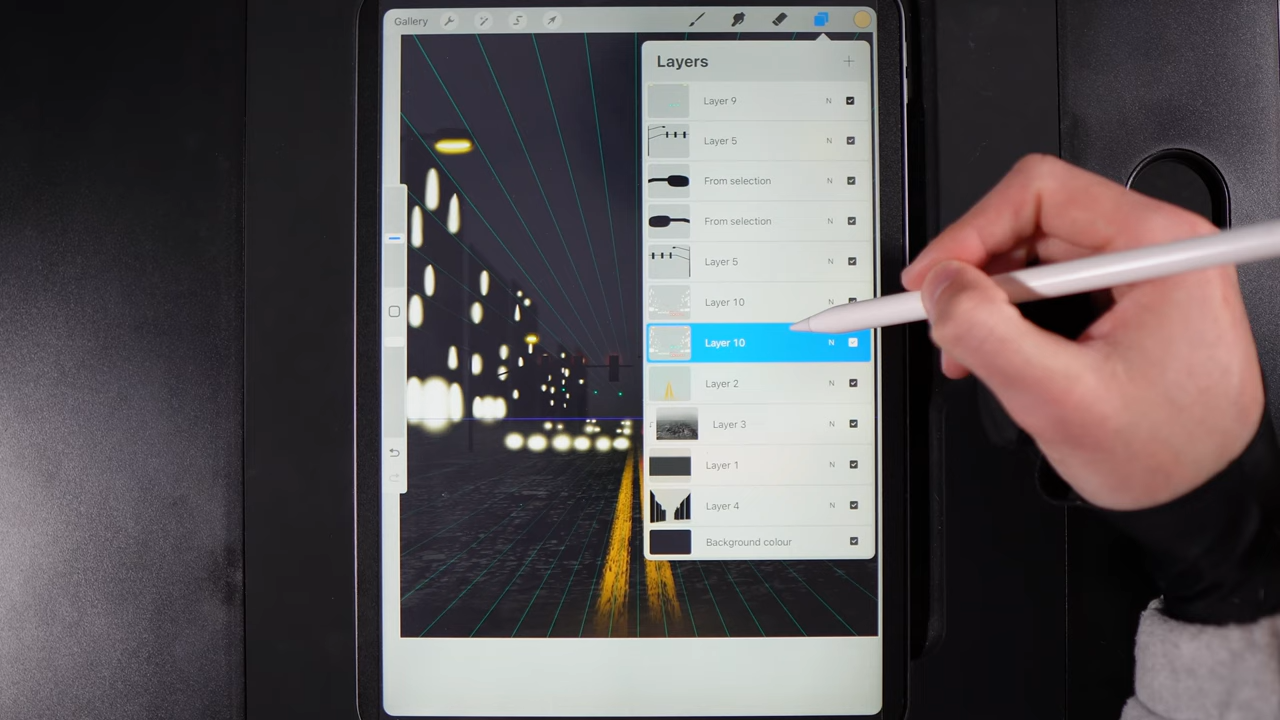 Gallery
Layers
Layer 9 N
Layer 5 N
From selection N
From selection N
Layer 5 N
Layer 10 N
Layer 10 N
Layer 2 N
Layer 3 N
Layer 1 N
Layer 4 N
Background colour